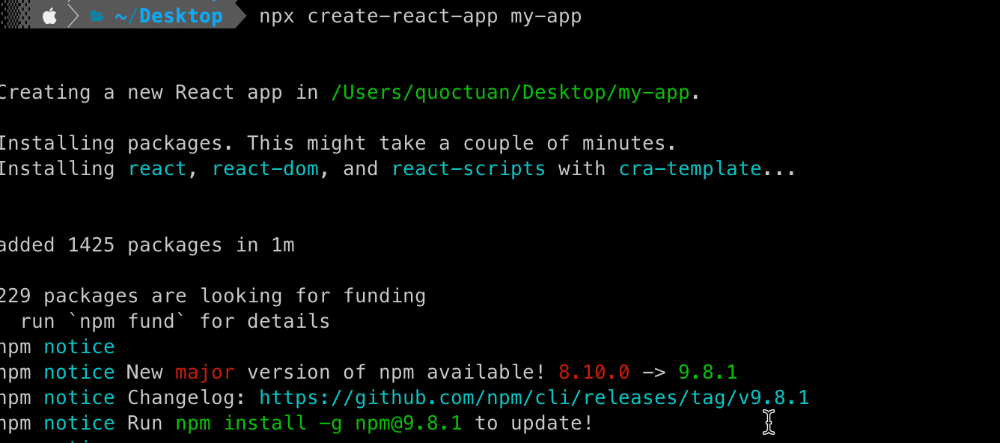 ~/Desktop npx create-react-app my-app
Creating a new React app in /Users/quoctuan/Desktop/my-app.
Installing packages. This might take a couple of minutes.
Installing react, react-dom, and react-scripts with cra-template...
added 1425 packages in 1m
229 packages are looking for funding
run `npm fund` for details
npm notice
npm notice New major version of npm available! 8.10.0 -> 9.8.1
npm notice Changelog: https://github.com/npm/cli/releases/tag/v9.8.1
npm notice Run npm install -g npm@9.8.1 to update!